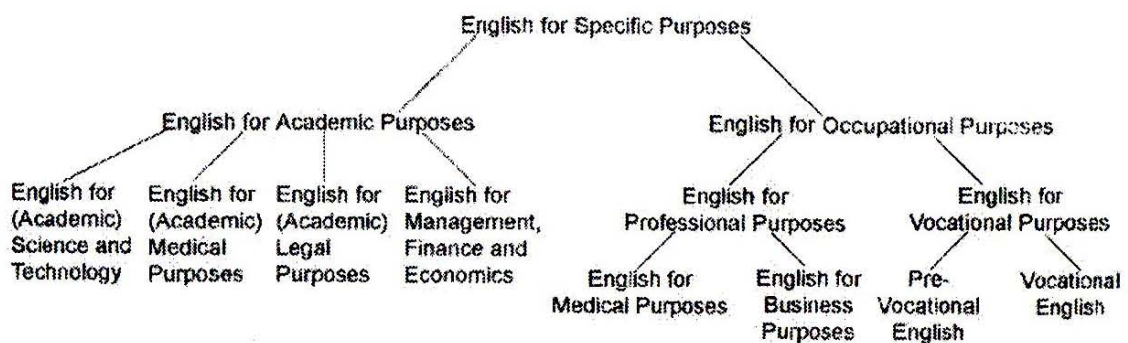 English for Specific Purposes
English for Academic Purposes
English for Occupational Purposes
English for
(Academic)
Science and
Technology
English for
(Academic)
Medical
Purposes
English for
(Academic)
Legal
Purposes
English for
Management,
Finance and
Economics
English for
Professional Purposes
English for
Vocational Purposes
English for
Medical Purposes
English for
Business
Purposes
Pre-
Vocational
English
Vocational
English